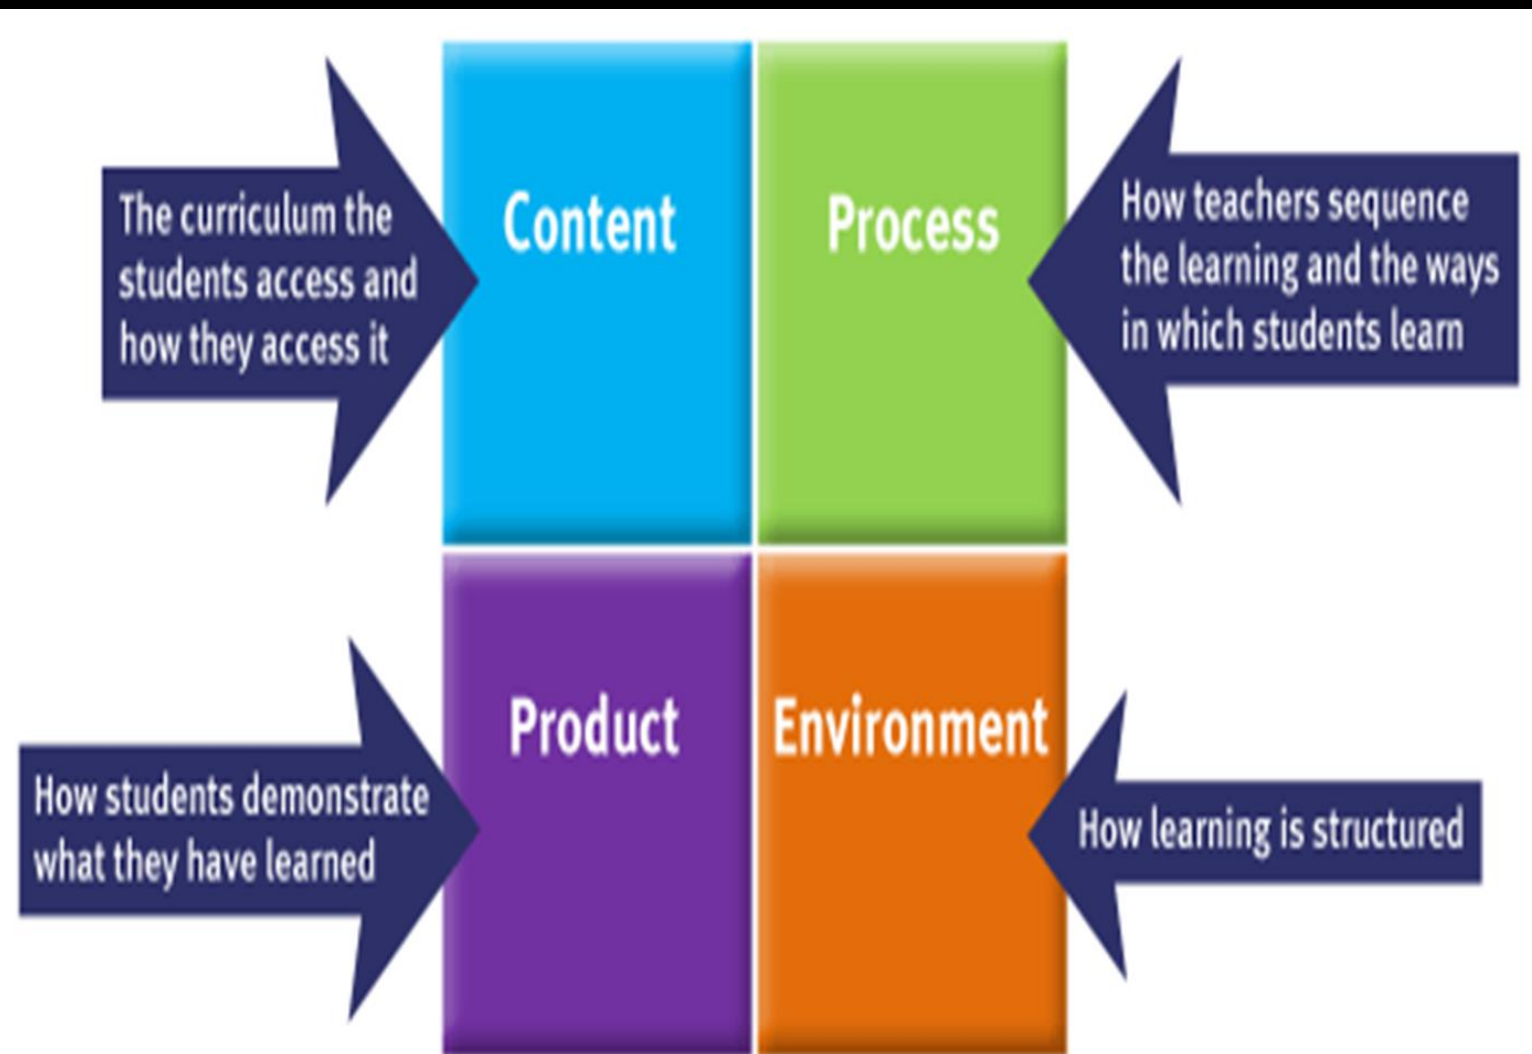 The curriculum the
students access and
how they access it
Content
Process
How teachers sequence
the learning and the ways
in which students learn
How students demonstrate
what they have learned
Product
Environment
How learning is structured